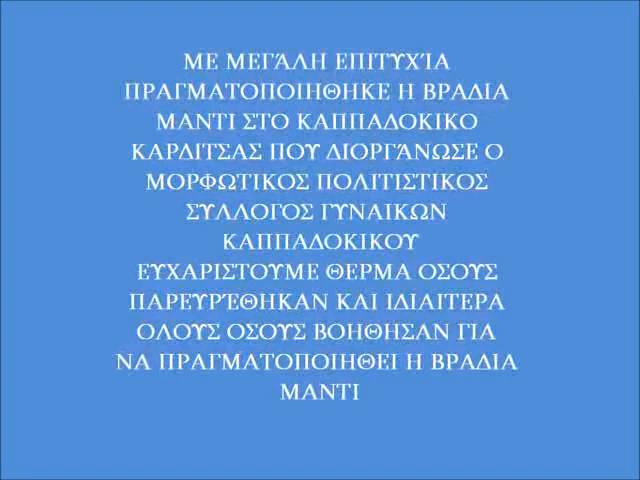 ΜΕ ΜΕΓΆΛΗ ΕΠΙΤΥΧΊΑ
ΠΡΑΓΜΑΤΟΠΟΙΗΘΗΚΕ Η ΒΡΑΔΙΑ
ΜΑΝΤΙ ΣΤΟ ΚΑΠΠΑΔΟΚΙΚΟ
ΚΑΡΔΙΤΣΑΣ ΠΟΥ ΔΙΟΡΓΆΝΩΣΕ Ο
ΜΟΡΦΩΤΙΚΟΣ ΠΟΛΙΤΙΣΤΙΚΟΣ
ΣΥΛΛΟΓΟΣ ΓΥΝΑΙΚΩΝ
ΚΑΠΠΑΔΟΚΙΚΟΥ
ΕΥΧΑΡΙΣΤΟΥΜΕ ΘΕΡΜΑ ΟΣΟΥΣ
ΠΑΡΕΥΡΈΘΗΚΑΝ ΚΑΙ ΙΔΙΑΙΤΕΡΑ
ΟΛΟΥΣ ΟΣΟΥΣ ΒΟΗΘΗΣΑΝ ΓΙΑ
ΝΑ ΠΡΑΓΜΑΤΟΠΟΙΗΘΕΙ Η ΒΡΑΔΙΑ
ΜΑΝΤΙ